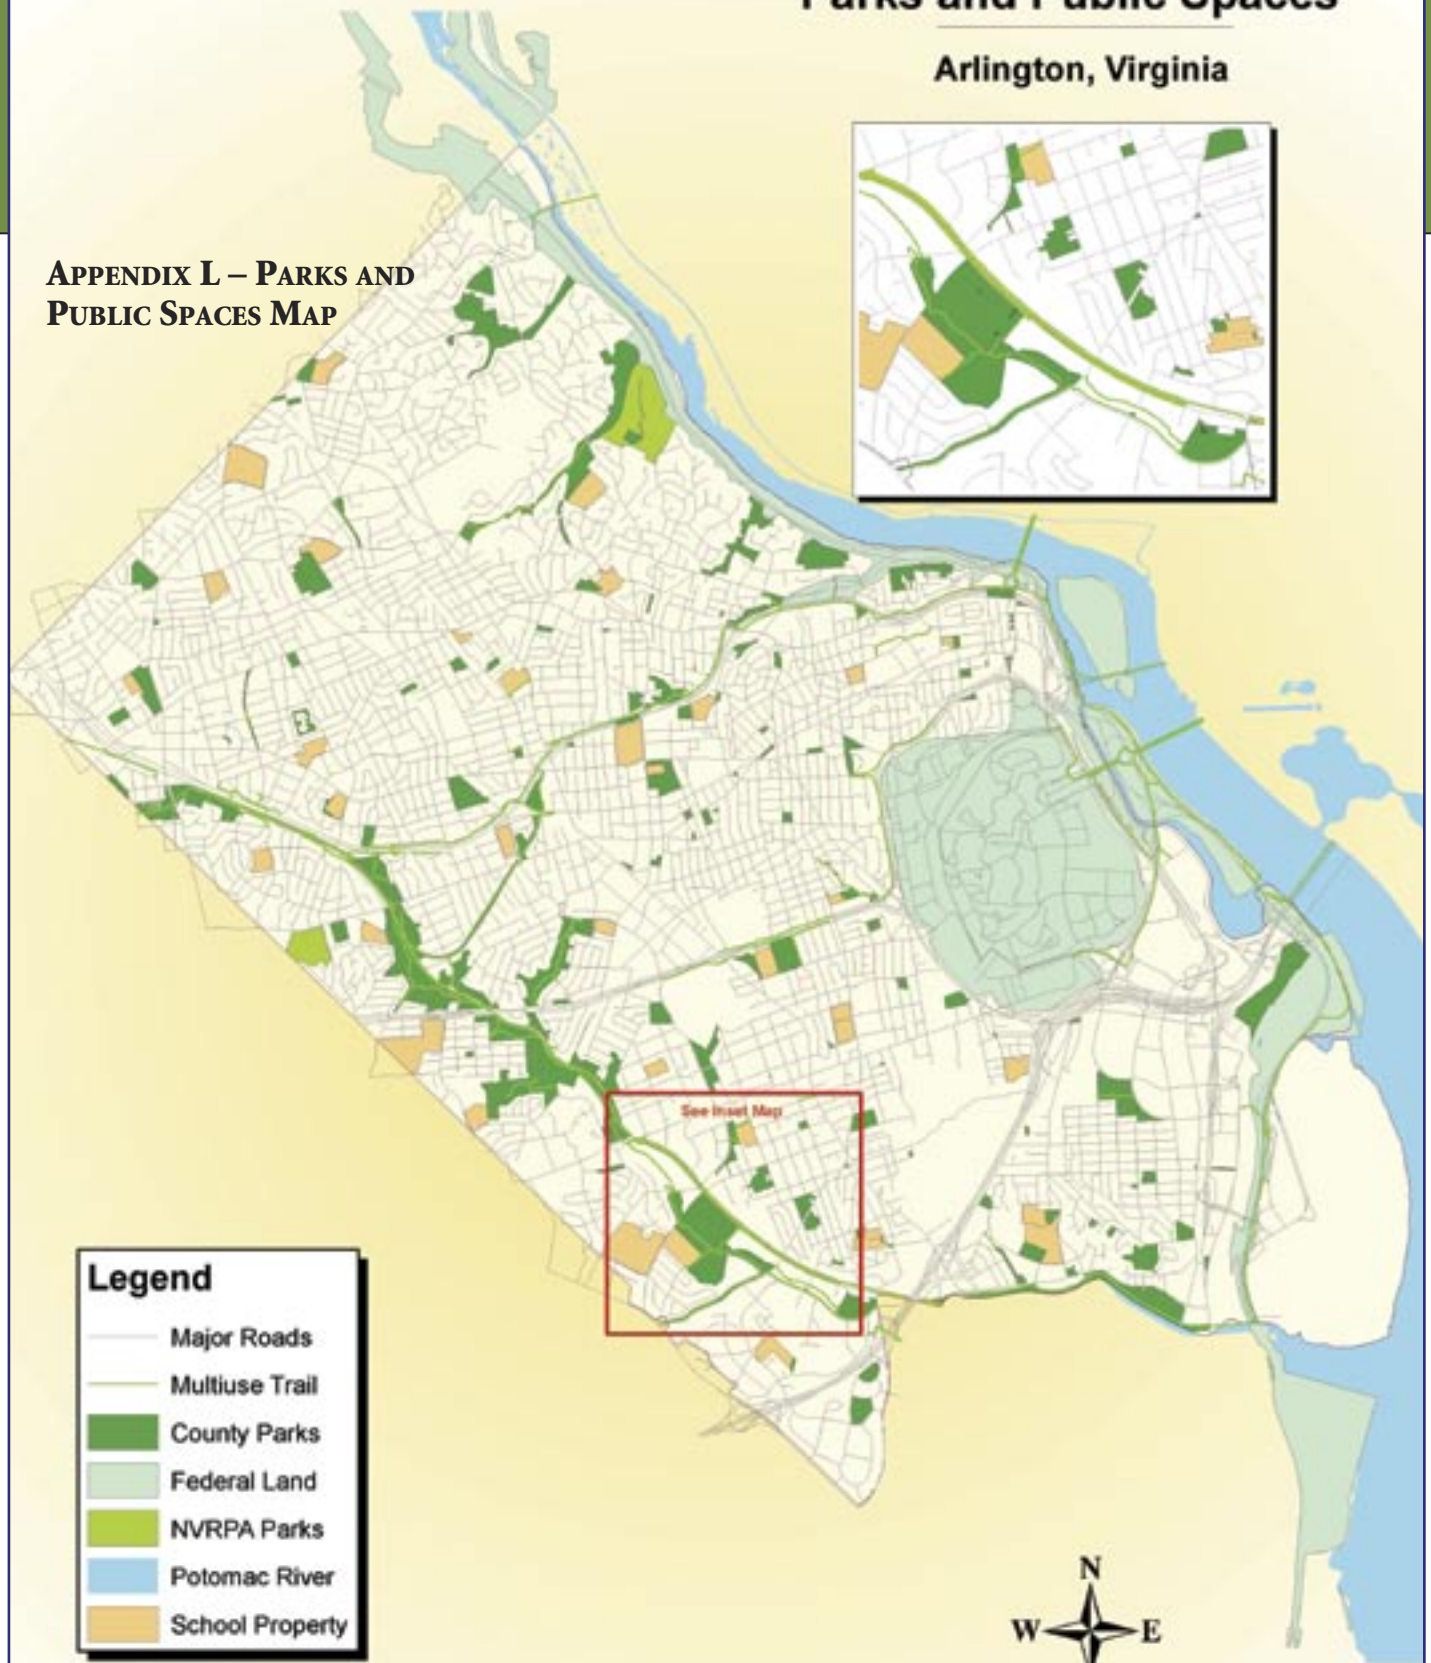 Parks and Public Spaces
Arlington, Virginia
APPENDIX L – PARKS AND
PUBLIC SPACES MAP
See Inset Map
Legend
Major Roads
Multiuse Trail
County Parks
Federal Land
NVRPA Parks
Potomac River
School Property
N
W E